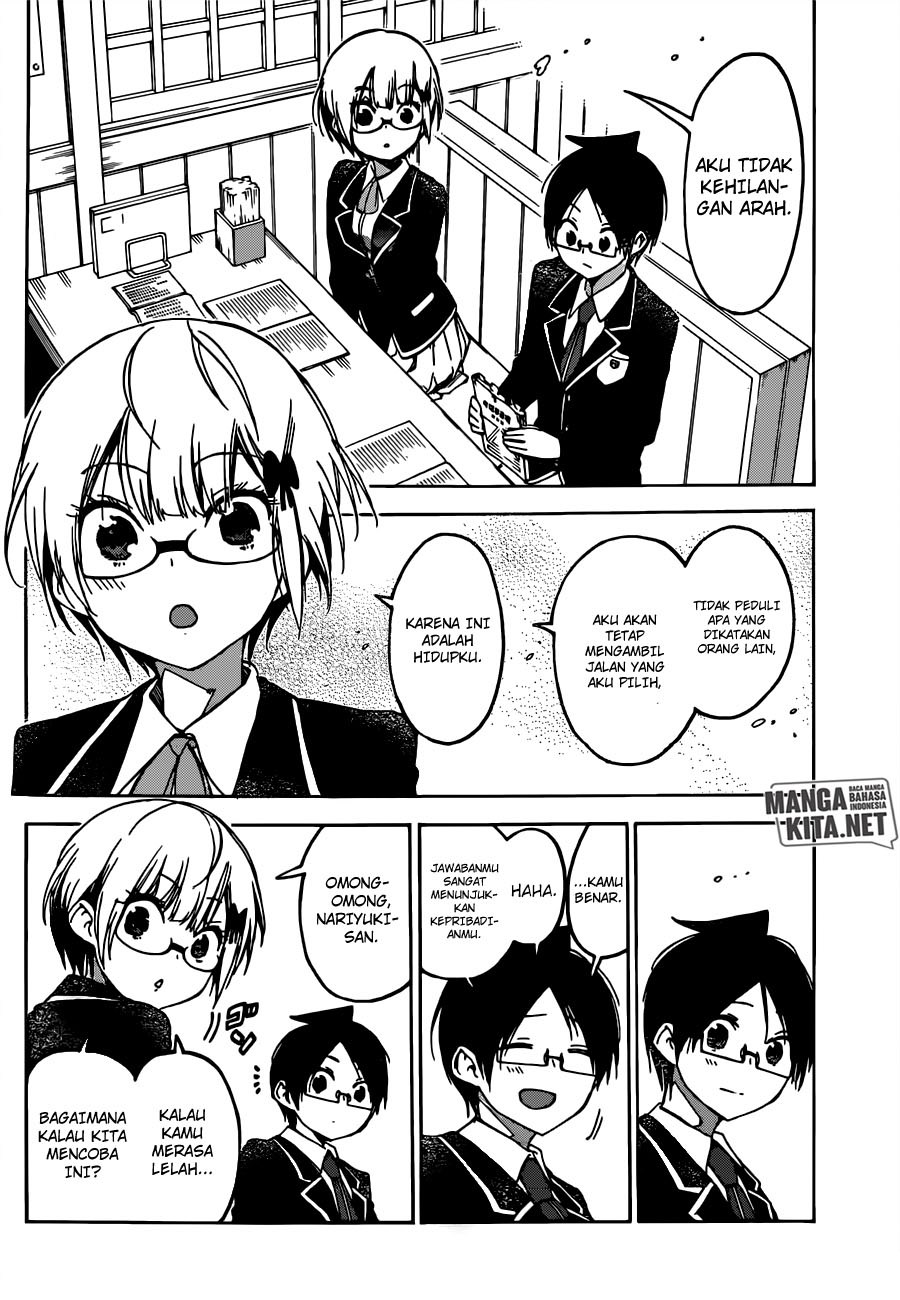 AKU TIDAK
KEHILAN-
GAN ARAH.
TIDAK PEDULI
APA YANG
DIKATAKAN
ORANG LAIN,
AKU AKAN
TETAP
MENGAMBIL
JALAN YANG
AKU PILIH,
KARENA INI
ADALAH
HIDUPKU.
MANGA
KITA.NET
BACA MANGA
BAHASA
INDONESIA
...KAMU
BENAR.
HAHA.
JAWABANMU
SANGAT
MENUNJUK-
KAN
KEPRIBADI-
ANMU.
OMONG-
OMONG,
NARIYUKI-
SAN.
KALAU
KAMU
MERASA
LELAH...
BAGAIMANA
KALAU KITA
MENCOBA
INI?